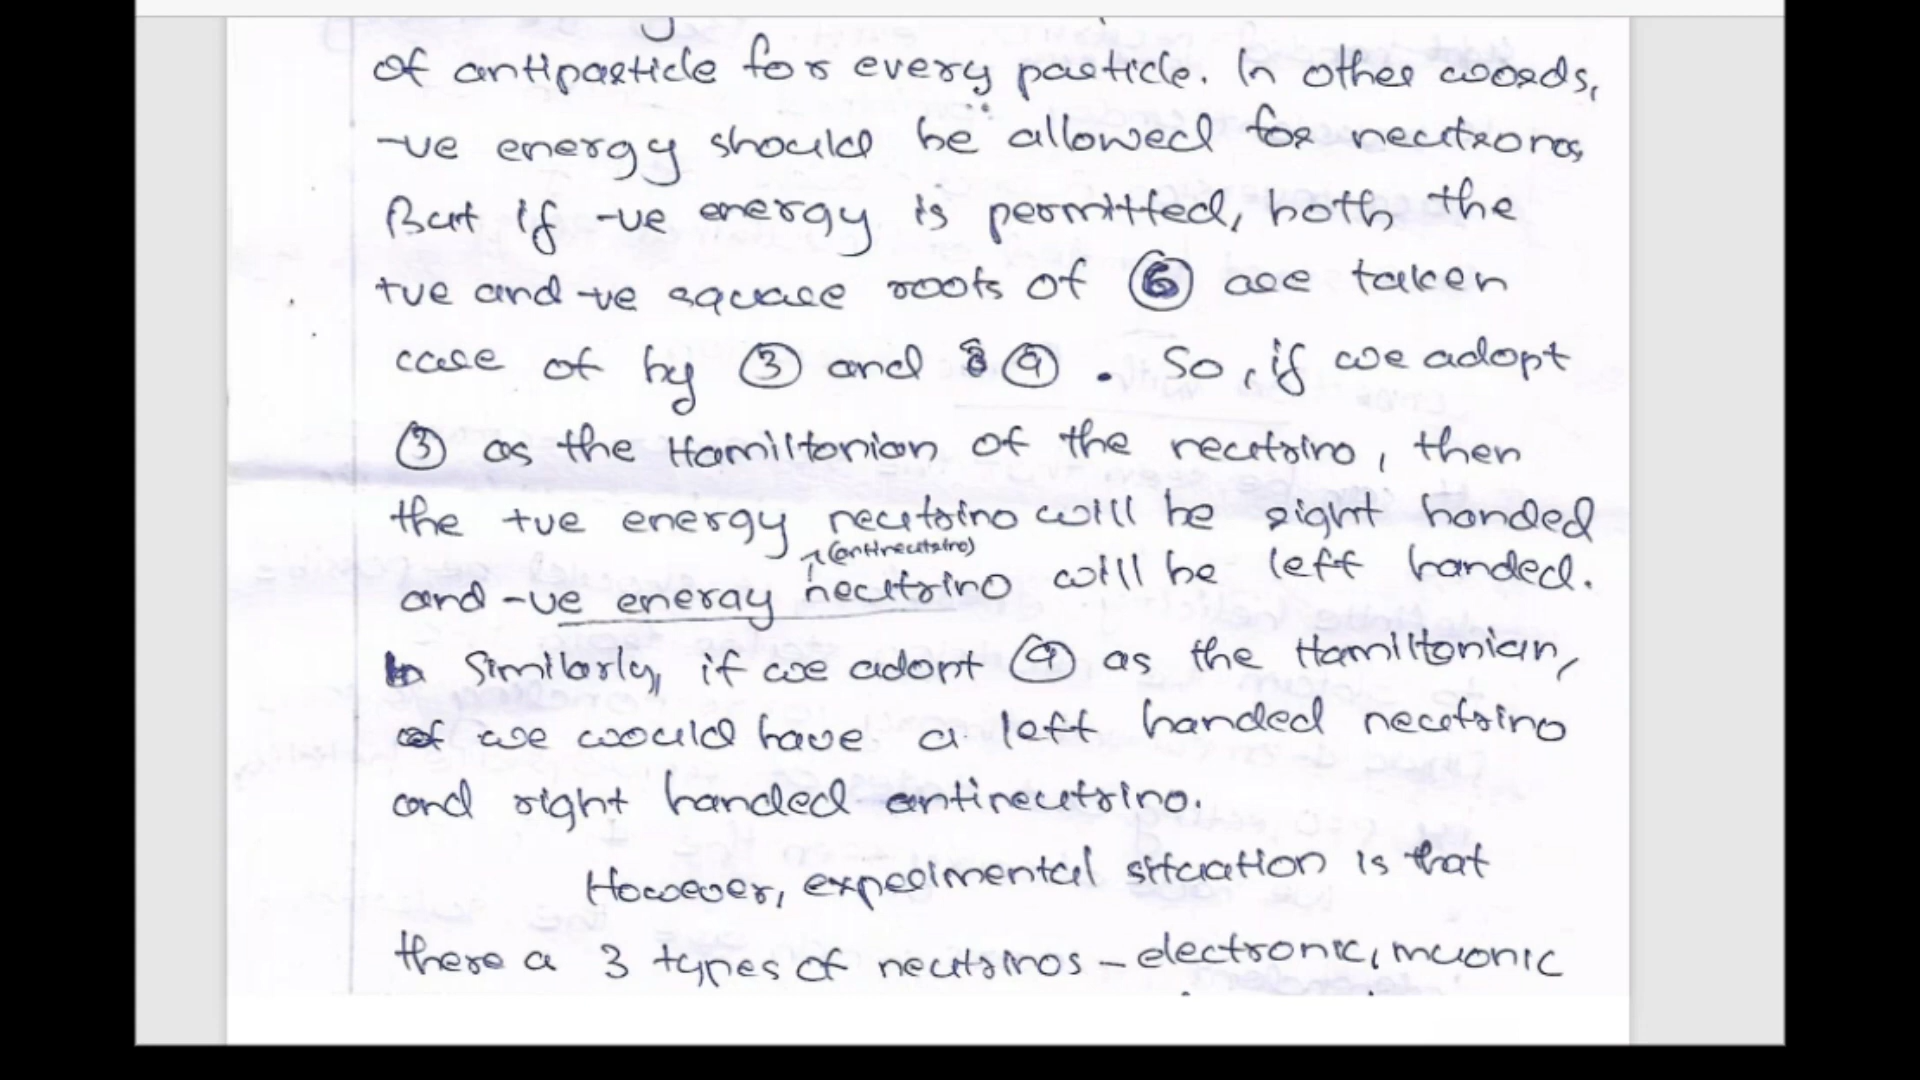 of antiparticle for every particle. In other words,
-ve energy should be allowed for neutrons
But if -ve energy is permitted, both the
+ve and -ve square roots of ⑥ are taken
care of by ③ and ⑨. So, if we adopt
③ as the Hamiltonian of the neutrino, then
the +ve energy neutrino will be right handed
(antineutrino)
and -ve energy neutrino will be left handed.
Similarly, if we adopt ⑨ as the Hamiltonian,
we would have a left handed neutrino
and right handed antineutrino.
However, experimental situation is that
there a 3 types of neutrinos - electronic, muonic